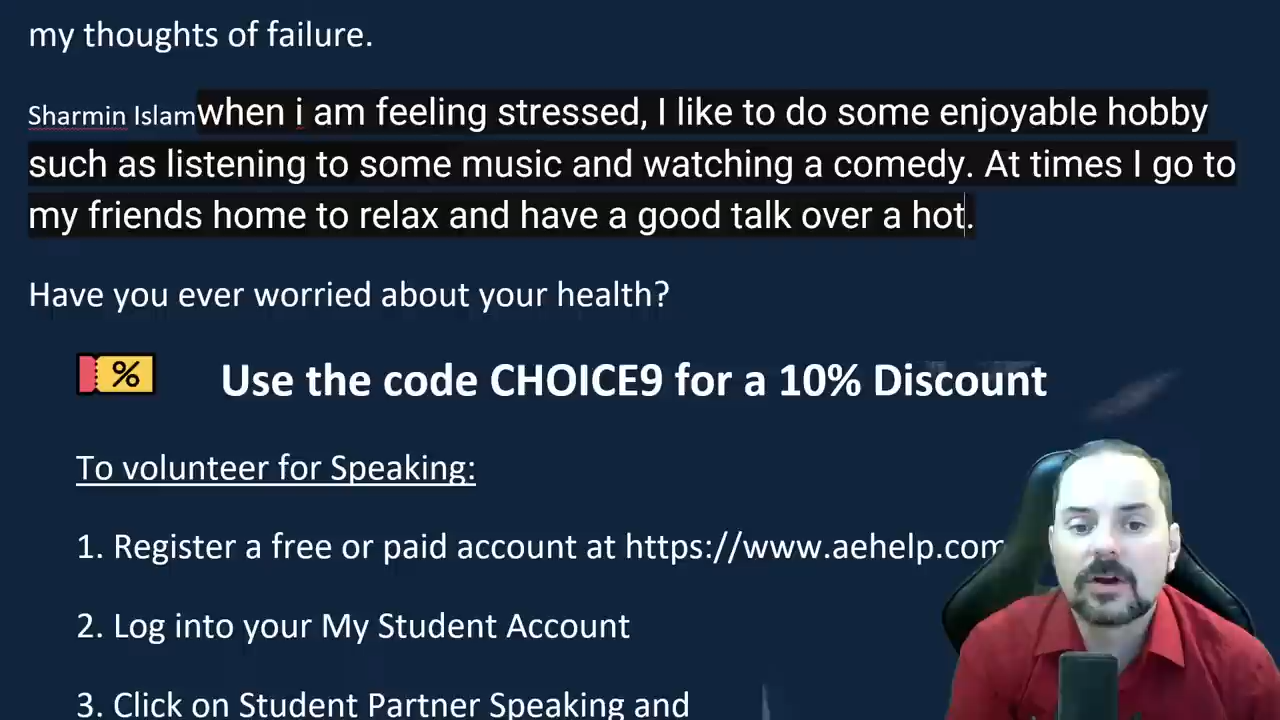 my thoughts of failure.
Sharmin Islamwhen i am feeling stressed, I like to do some enjoyable hobby
such as listening to some music and watching a comedy. At times I go to
my friends home to relax and have a good talk over a hot.
Have you ever worried about your health?
% Use the code CHOICE9 for a 10% Discount
To volunteer for Speaking:
1. Register a free or paid account at https://www.aehelp.com
2. Log into your My Student Account
3. Click on Student Partner Speaking and